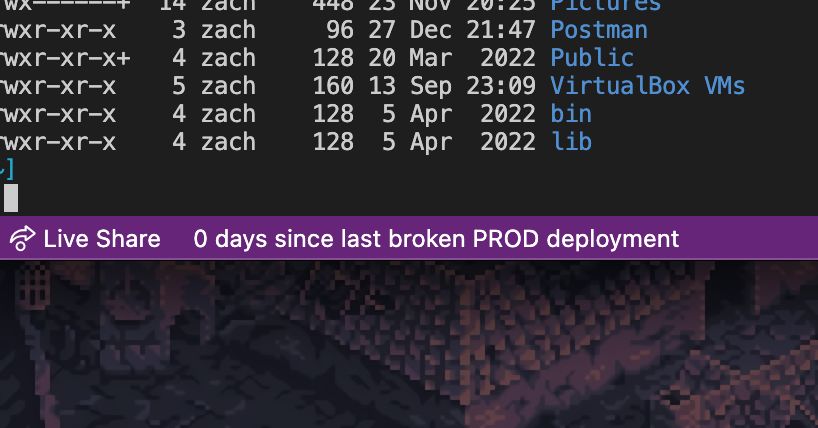 wx------+ 14 zach 448 23 Nov 20:25 Pictures
rwxr-xr-x 3 zach 96 27 Dec 21:47 Postman
rwxr-xr-x+ 4 zach 128 20 Mar 2022 Public
rwxr-xr-x 5 zach 160 13 Sep 23:09 VirtualBox VMs
rwxr-xr-x 4 zach 128 5 Apr 2022 bin
rwxr-xr-x 4 zach 128 5 Apr 2022 lib
~]
Live Share 0 days since last broken PROD deployment